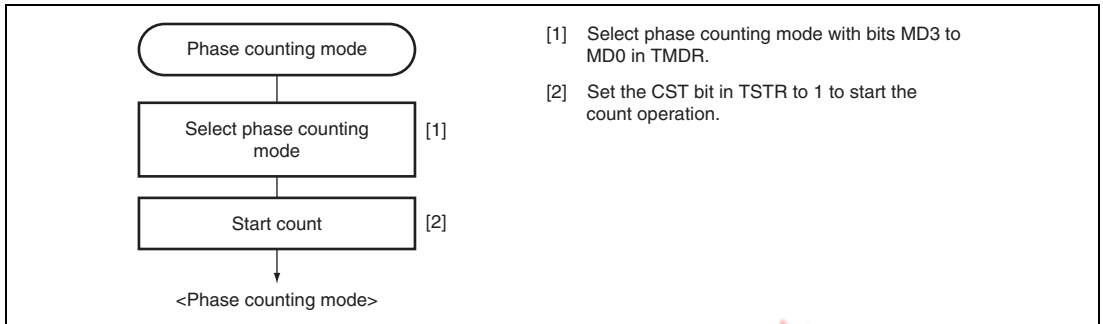 Phase counting mode
Select phase counting
mode
[1]
Start count
[2]
<Phase counting mode>
[1] Select phase counting mode with bits MD3 to
MD0 in TMDR.
[2] Set the CST bit in TSTR to 1 to start the
count operation.